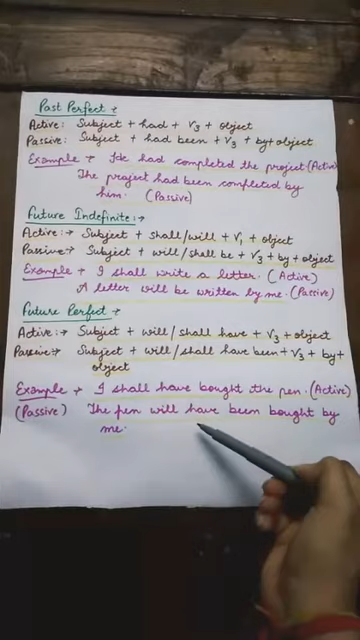 Past Perfect :-
Active: Subject + had + V3 + object
Passive: Subject + had been + V3 + by + object
Example → He had completed the project (Active)
The project had been completed by
him. (Passive)
Future Indefinite :→
Active :→ Subject + shall/will + V1 + object
Passive → Subject + will/shall be + V3 + by + object
Example → I shall write a letter. (Active)
A letter will be written by me. (Passive)
Future Perfect :→
Active :→ Subject + will/shall have + V3 + object
Passive :→ Subject + will/shall have been + V3 + by +
object
Example → I shall have bought the pen. (Active)
(Passive) The pen will have been bought by
me.